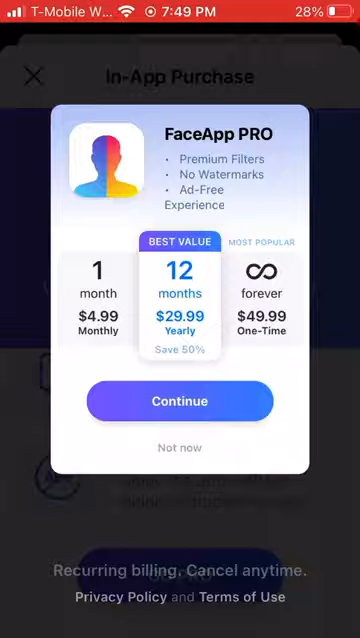 T-Mobile W... 7:49 PM 28%
In-App Purchase
FaceApp PRO
• Premium Filters
• No Watermarks
• Ad-Free
Experience
BEST VALUE MOST POPULAR
1 12
month months forever
$4.99 $29.99 $49.99
Monthly Yearly One-Time
Save 50%
Continue
Not now
Recurring billing. Cancel anytime.
Privacy Policy and Terms of Use